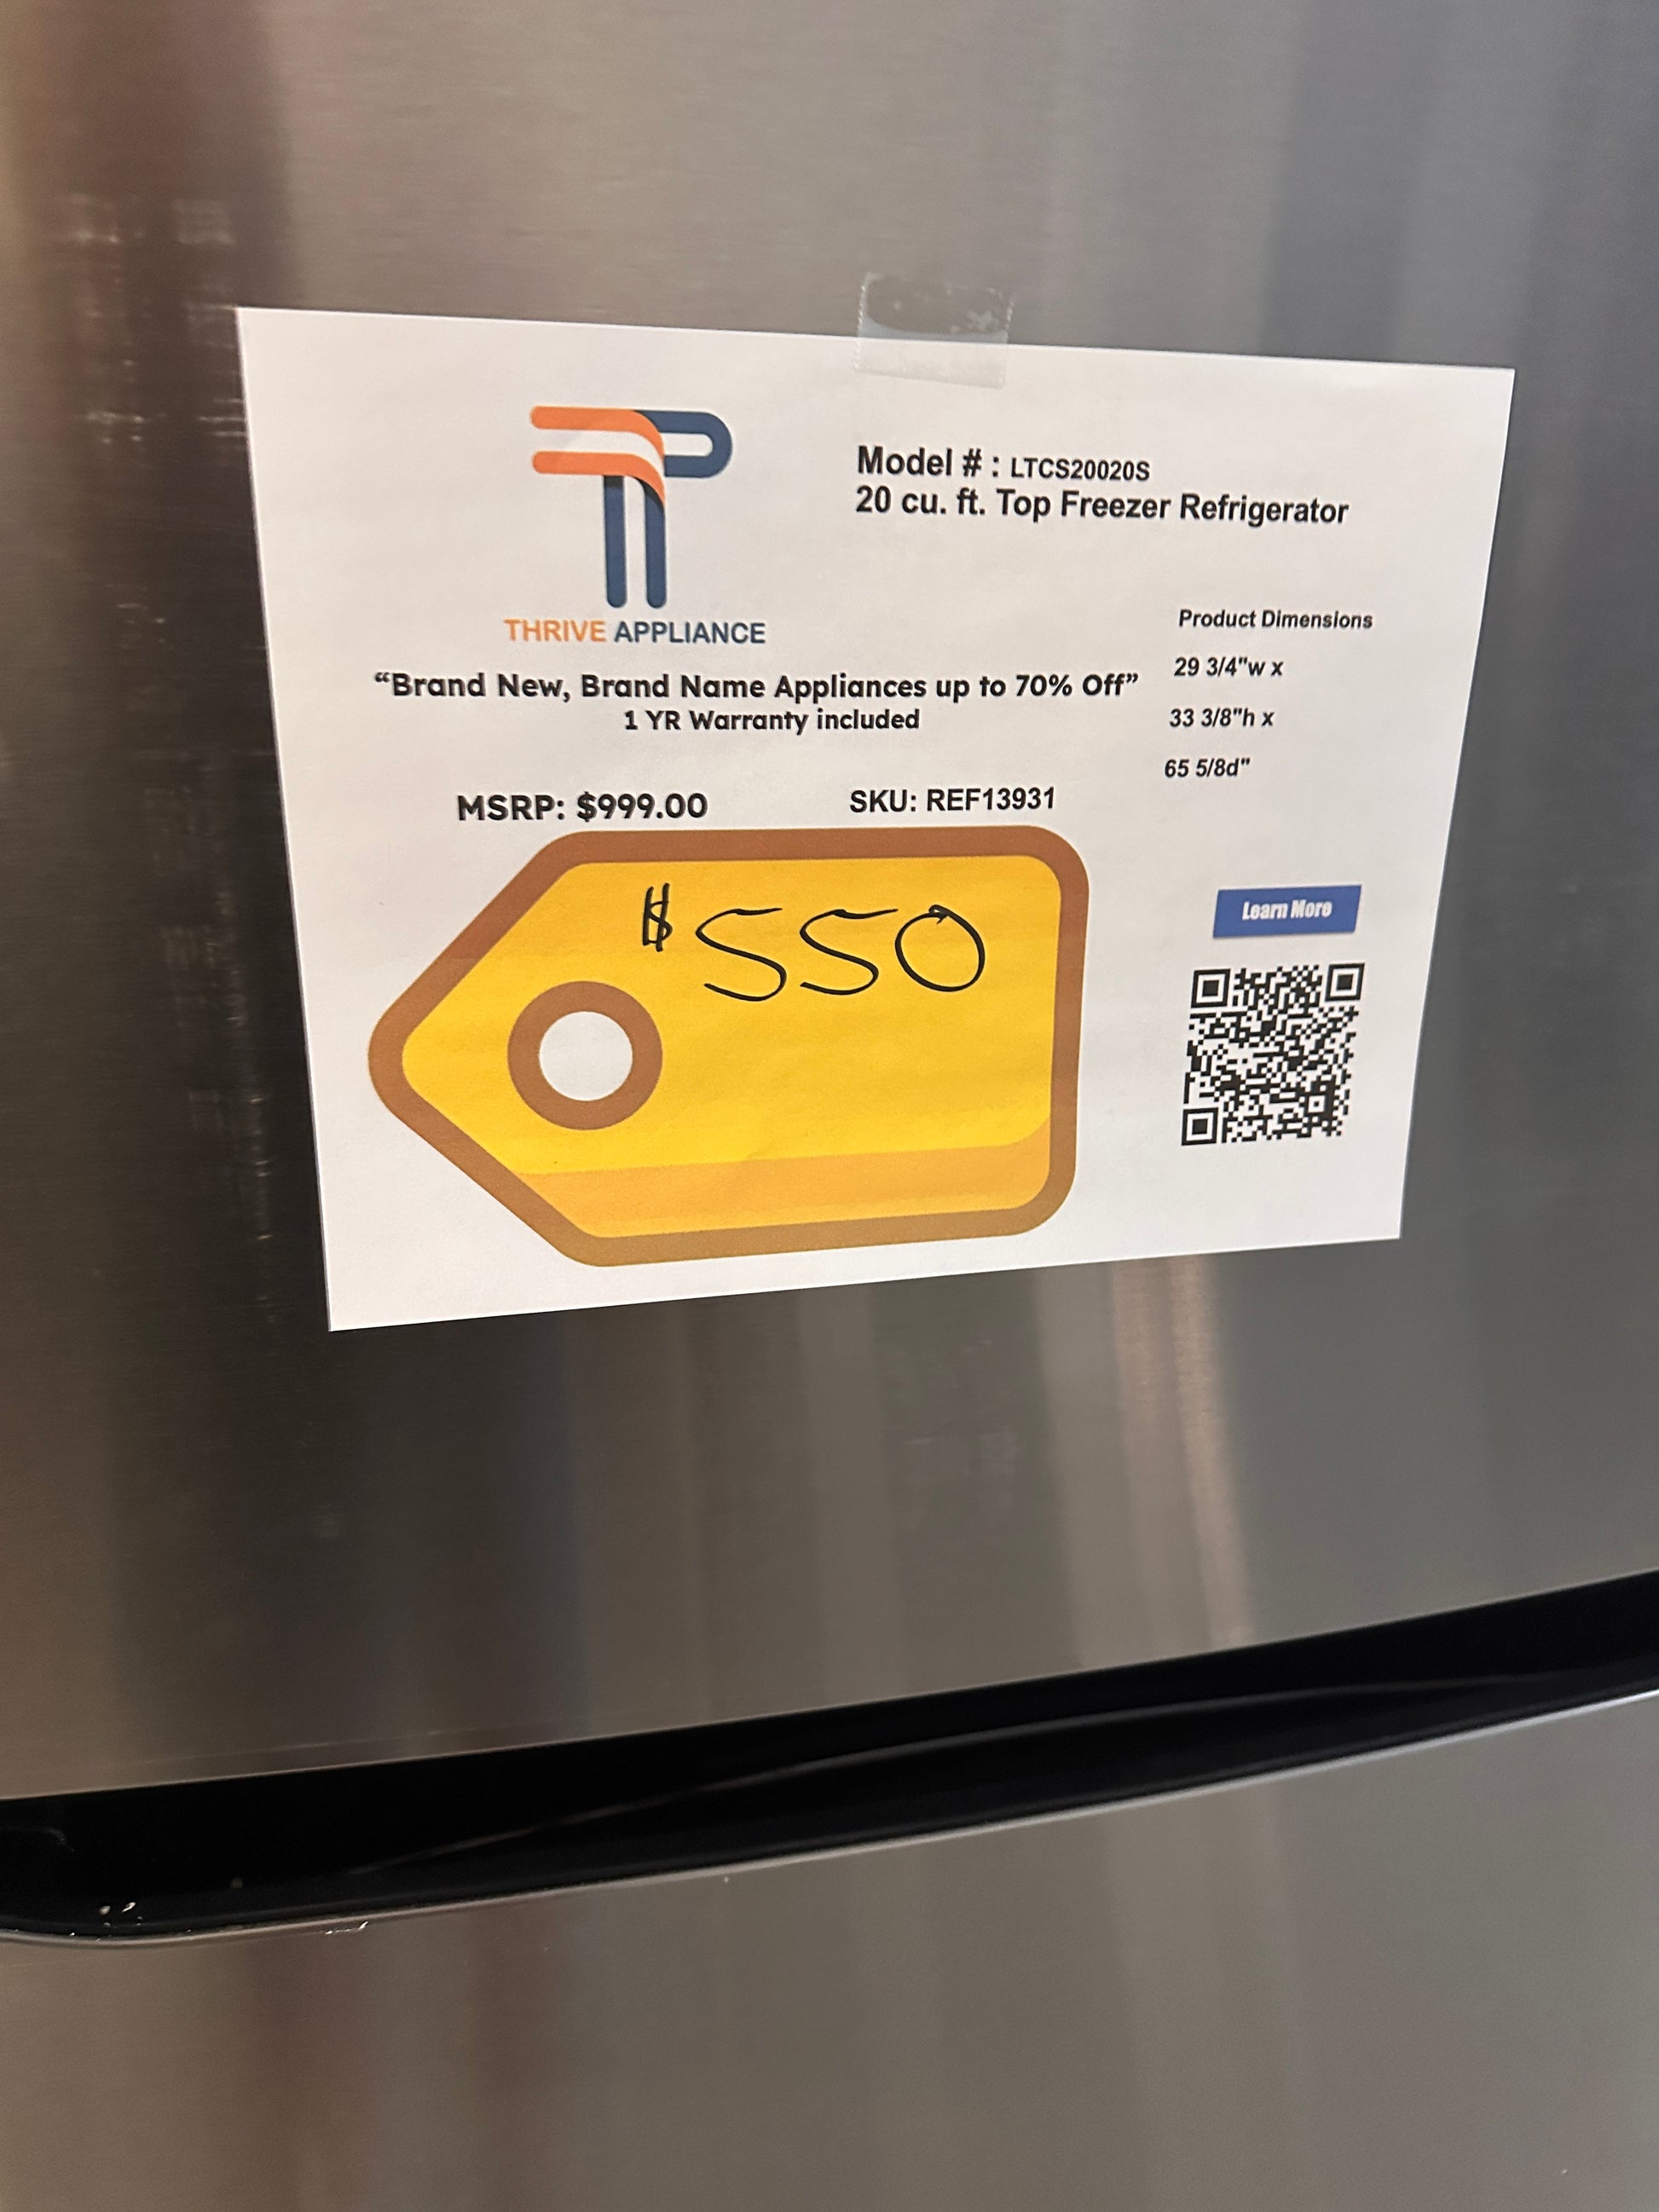 Model # : LTCS20020S
20 cu. ft. Top Freezer Refrigerator
THRIVE APPLIANCE
“Brand New, Brand Name Appliances up to 70% Off”
1 YR Warranty included
Product Dimensions
29 3/4"w x
33 3/8"h x
65 5/8d"
MSRP: $999.00
SKU: REF13931
$550
Learn More